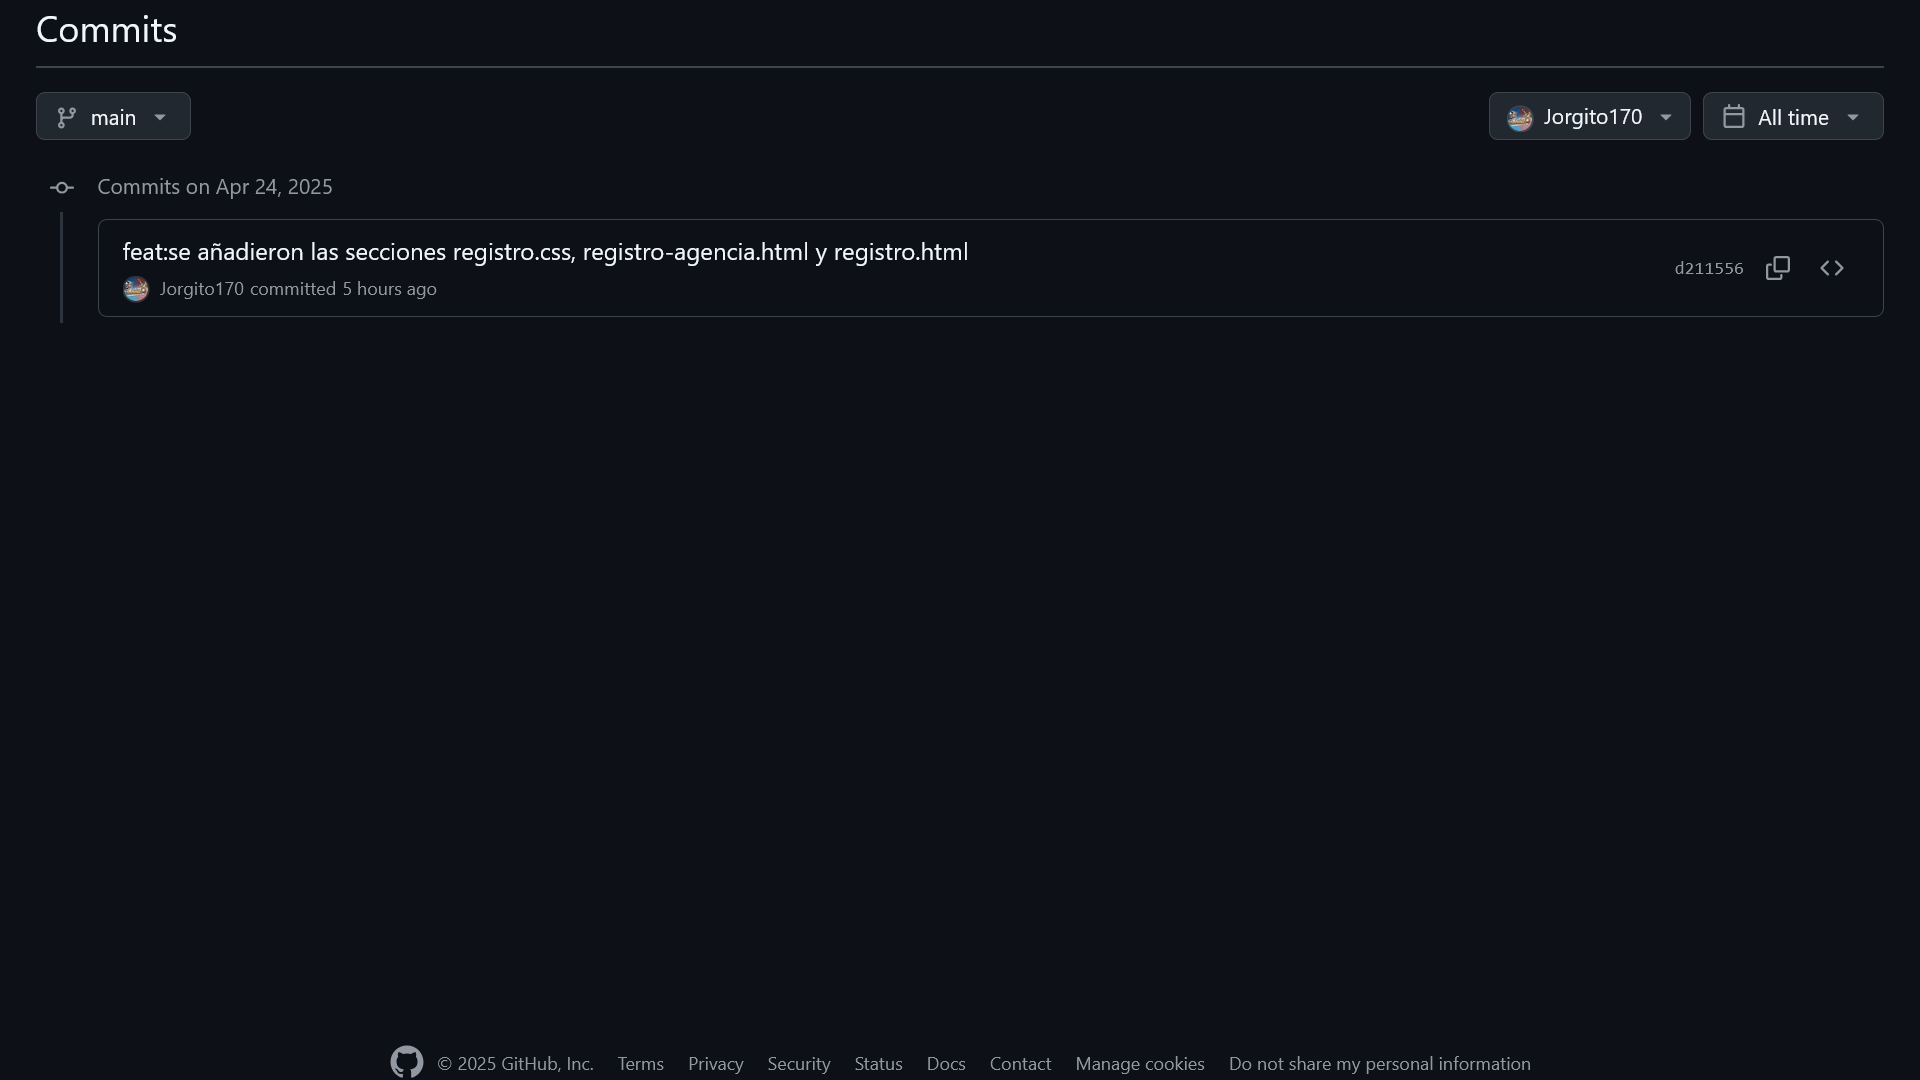 Commits
main
Jorgito170
All time
Commits on Apr 24, 2025
feat:se añadieron las secciones registro.css, registro-agencia.html y registro.html
Jorgito170 committed 5 hours ago
d211556
© 2025 GitHub, Inc. Terms Privacy Security Status Docs Contact Manage cookies Do not share my personal information